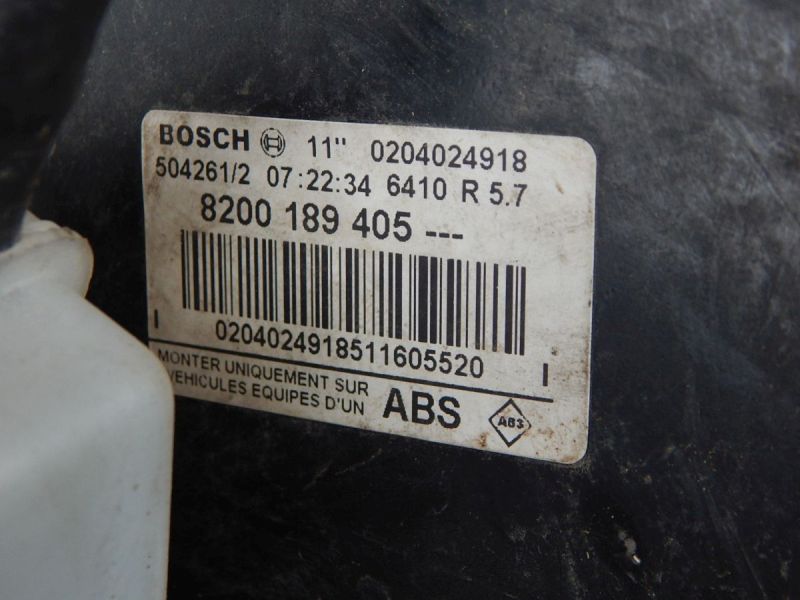 BOSCH 11" 0204024918
504261/2 07:22:34 6410 R 5.7
8200 189 405 ---
I 0204024918511605520 I
MONTER UNIQUEMENT SUR
VEHICULES EQUIPES D'UN ABS AB3